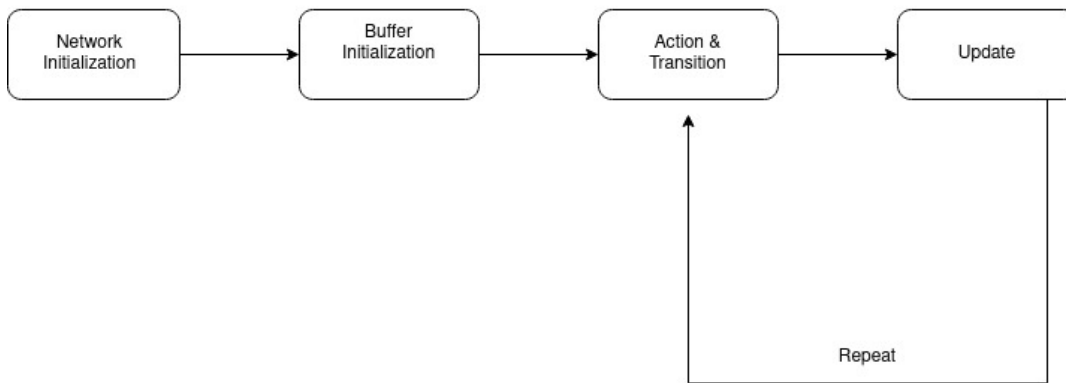 Network
Initialization
Buffer
Initialization
Action &
Transition
Update
Repeat